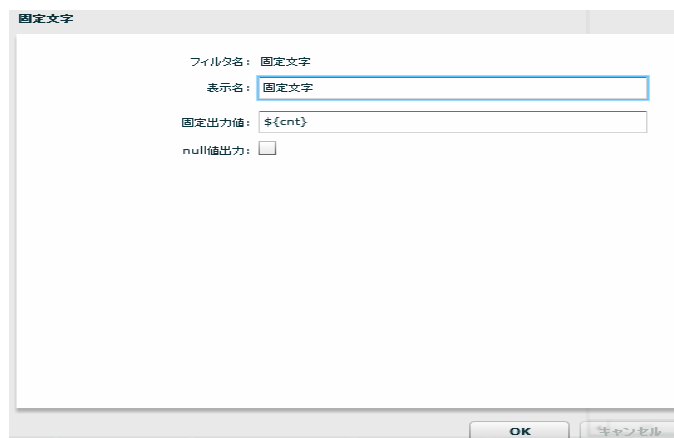 固定文字
フィルタ名: 固定文字
表示名: 固定文字
固定出力値: ${cnt}
null値出力:
OK キャンセル